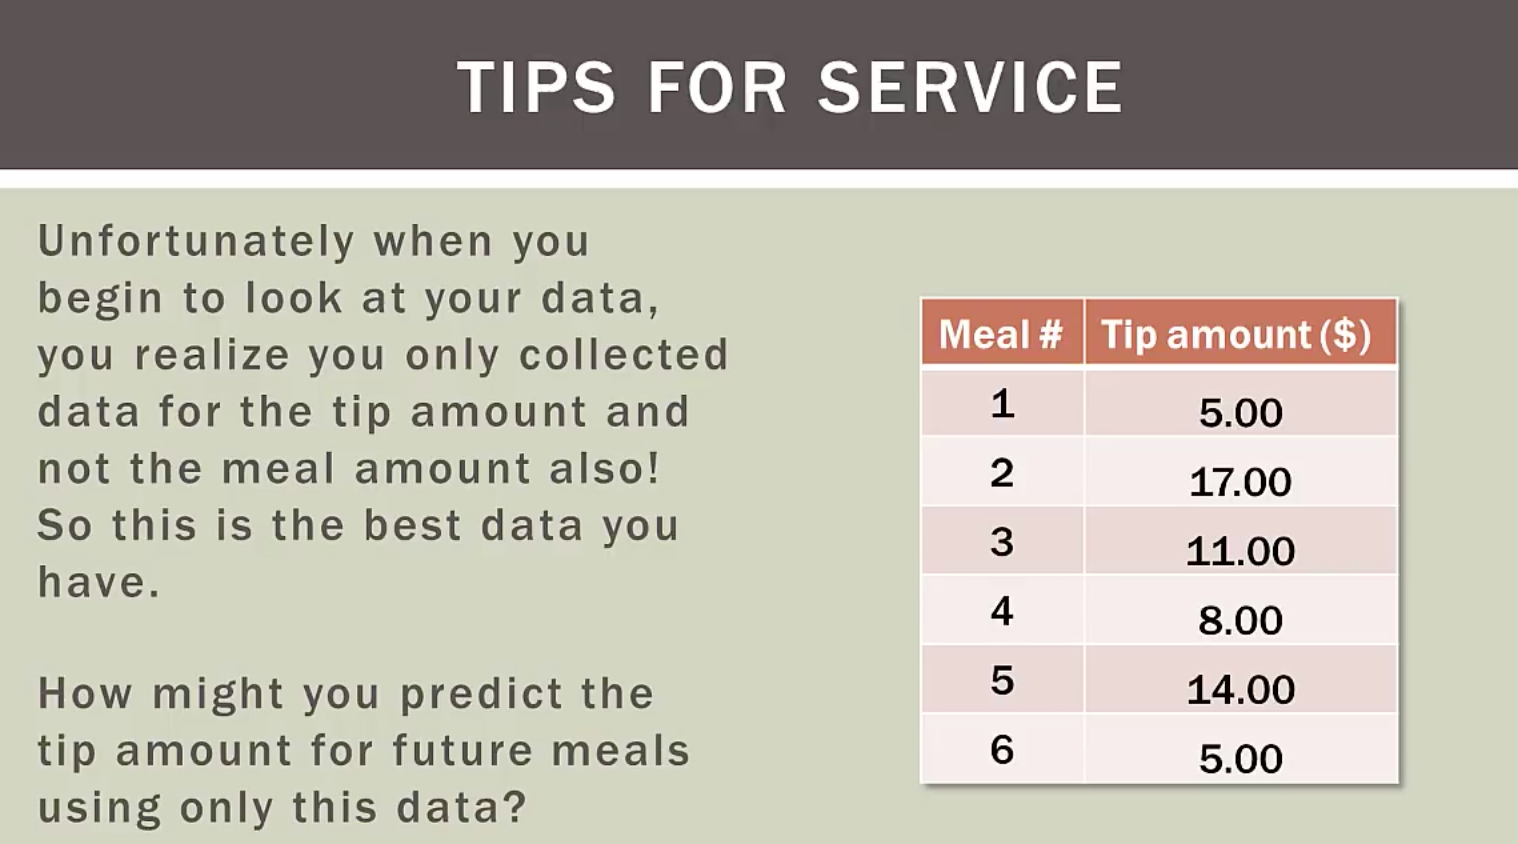 TIPS FOR SERVICE
Unfortunately when you
begin to look at your data,
you realize you only collected
data for the tip amount and
not the meal amount also!
So this is the best data you
have.
How might you predict the
tip amount for future meals
using only this data?
Meal # Tip amount ($)
1 5.00
2 17.00
3 11.00
4 8.00
5 14.00
6 5.00